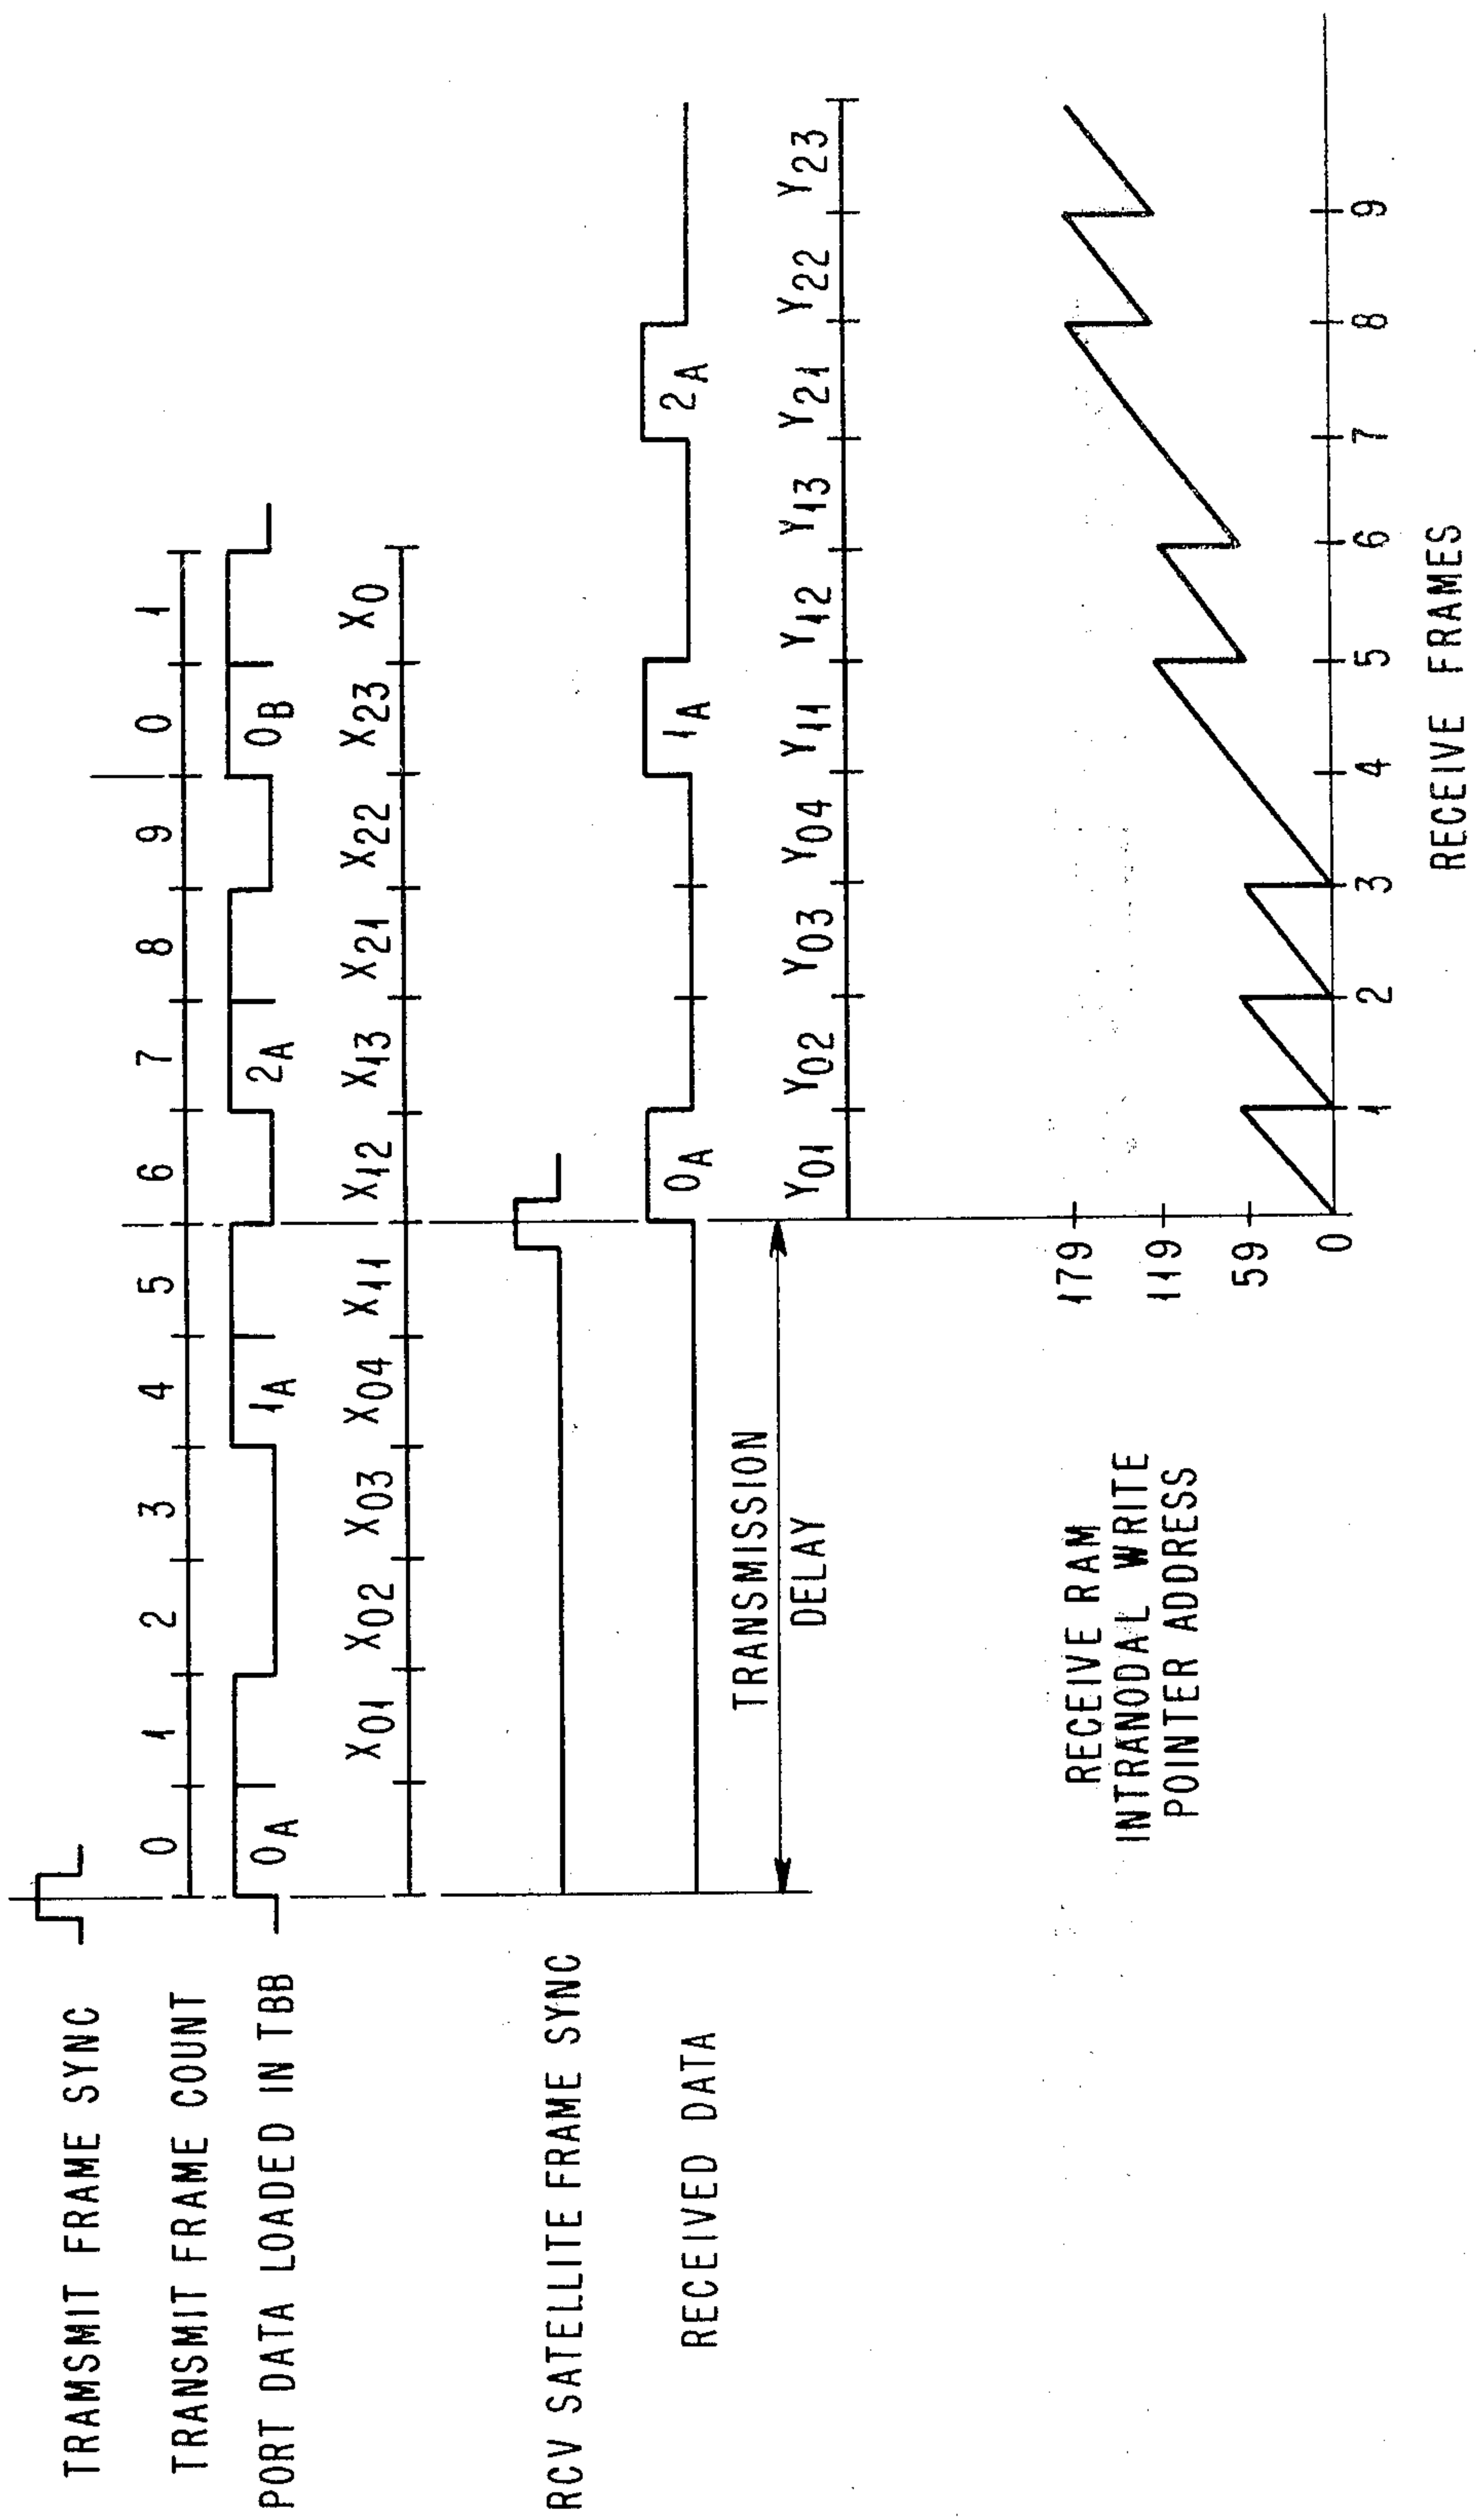 TRAMSMIT FRAME SYNC
TRANSMIT FRAME COUNT
0 1 2 3 4 5 6 7 8 9 0 1
PORT DATA LOADED IN TBB
0A 1A 2A 0B
X01 X02 X03 X04 X11 X12 X13 X21 X22 X23 X0
RCV SATELLITE FRAME SYNC
RECEIVED DATA
0A 1A 2A
TRANSMISSION
DELAY
Y01 Y02 Y03 Y04 Y11 Y12 Y13 Y21 Y22 Y23
RECEIVE RAM
INTRANODAL WRITE
POINTER ADDRESS
179
119
59
0
1 2 3 4 5 6 7 8 9
RECEIVE FRAMES